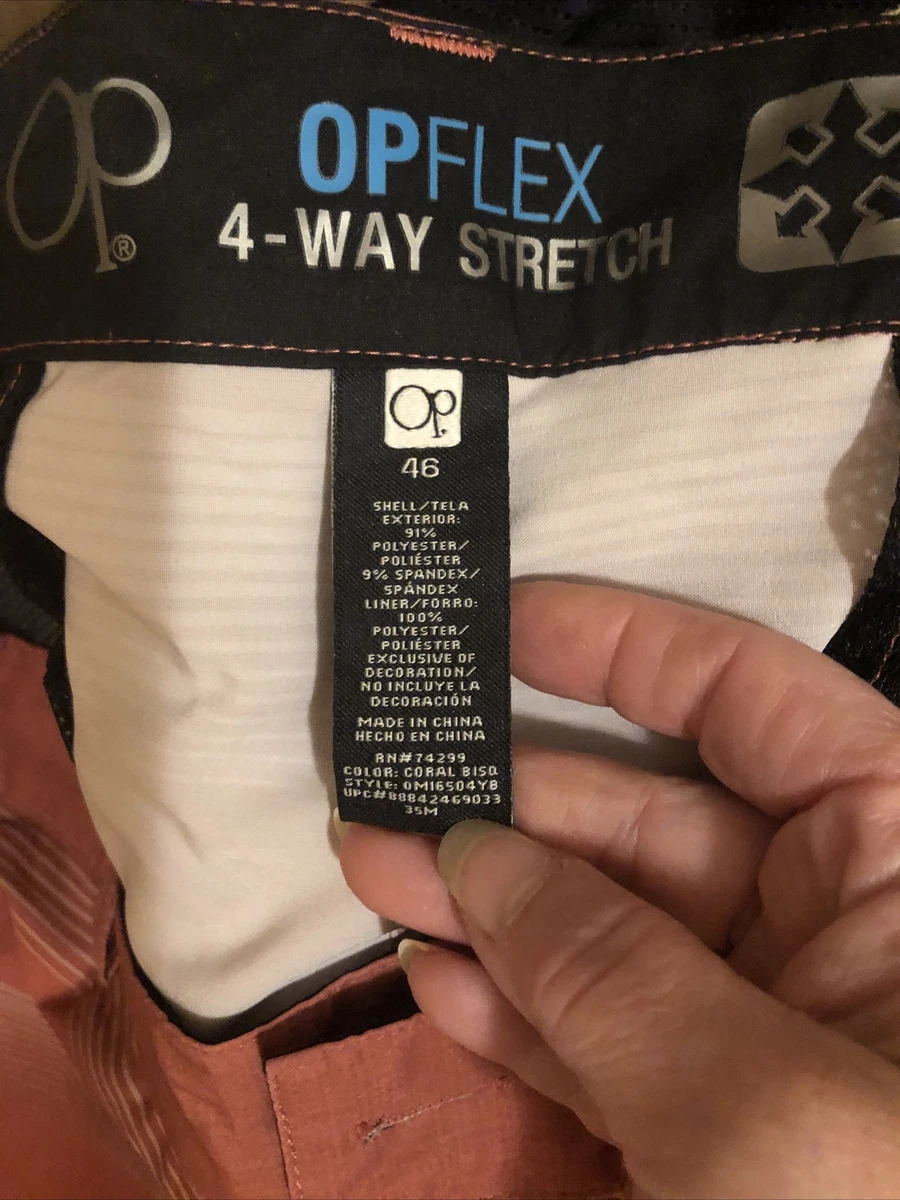 Op®
OPFLEX
4-WAY STRETCH
Op.
46
SHELL/TELA
EXTERIOR:
91%
POLYESTER/
POLIÉSTER
9% SPANDEX/
SPÁNDEX
LINER/FORRO:
100%
POLYESTER/
POLIÉSTER
EXCLUSIVE OF
DECORATION/
NO INCLUYE LA
DECORACIÓN
MADE IN CHINA
HECHO EN CHINA
RN#74299
COLOR: CORAL BISQ
STYLE: OM16504YB
UPC#88842469033
35M